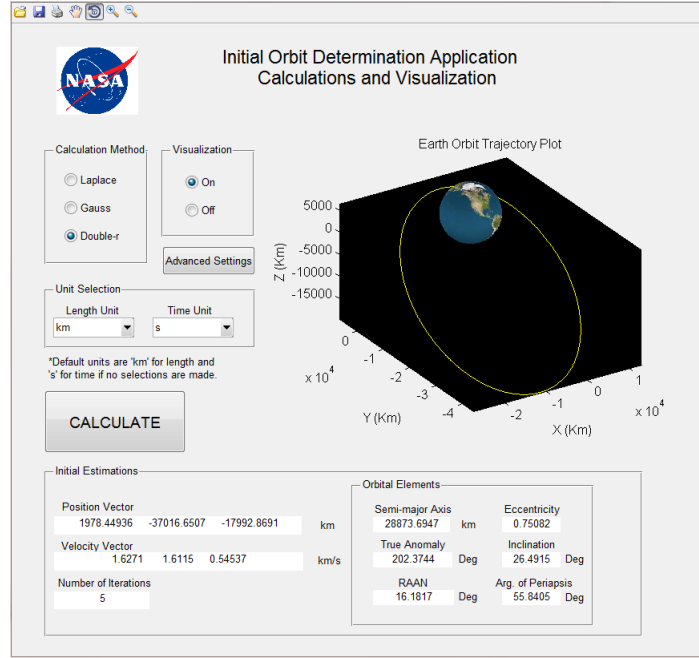 Initial Orbit Determination Application
Calculations and Visualization
NASA
Calculation Method
Laplace
Gauss
Double-r
Visualization
On
Off
Advanced Settings
Unit Selection
Length Unit
Time Unit
km
s
*Default units are 'km' for length and
's' for time if no selections are made.
CALCULATE
Earth Orbit Trajectory Plot
5000
0
-5000
-10000
-15000
Z (Km)
0
-1
-2
-3
-4
x 10^4
Y (Km)
-2
-1
0
1
x 10^4
X (Km)
Initial Estimations
Position Vector
1978.44936 -37016.6507 -17992.8691 km
Velocity Vector
1.6271 1.6115 0.54537 km/s
Number of Iterations
5
Orbital Elements
Semi-major Axis
28873.6947 km
Eccentricity
0.75082
True Anomaly
202.3744 Deg
Inclination
26.4915 Deg
RAAN
16.1817 Deg
Arg. of Periapsis
55.8405 Deg